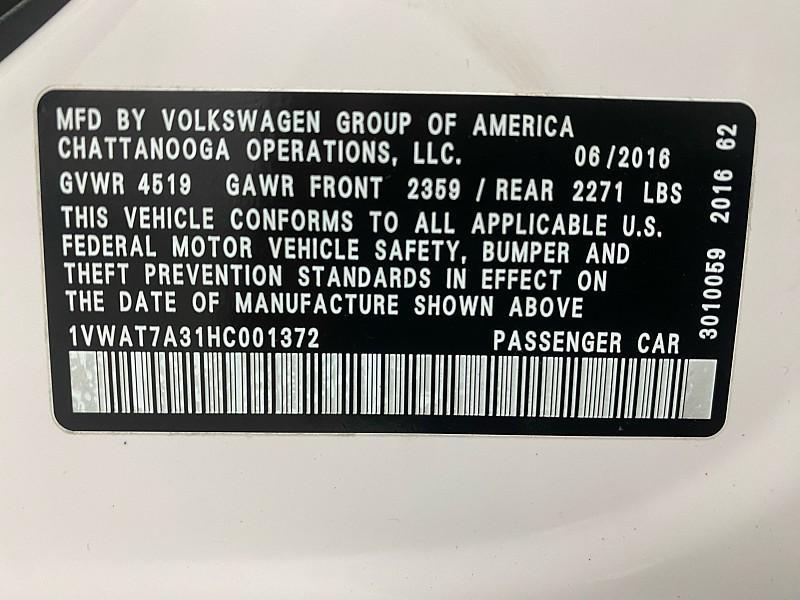 MFD BY VOLKSWAGEN GROUP OF AMERICA
CHATTANOOGA OPERATIONS, LLC. 06/2016
GVWR 4519 GAWR FRONT 2359 / REAR 2271 LBS
THIS VEHICLE CONFORMS TO ALL APPLICABLE U.S.
FEDERAL MOTOR VEHICLE SAFETY, BUMPER AND
THEFT PREVENTION STANDARDS IN EFFECT ON
THE DATE OF MANUFACTURE SHOWN ABOVE
1VWAT7A31HC001372 PASSENGER CAR
3010059 2016 62